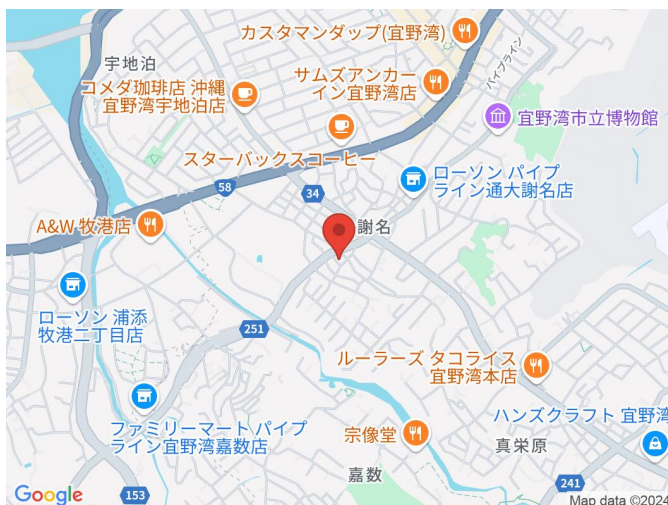 カスタマンダップ(宜野湾)
宇地泊
パイプライン
コメダ珈琲店 沖縄
宜野湾宇地泊店
サムズアンカー
イン宜野湾店
宜野湾市立博物館
スターバックスコーヒー
ローソン パイプ
ライン通大謝名店
58
34
A&W 牧港店
謝名
ローソン 浦添
牧港二丁目店
251
ルーラーズ タコライス
宜野湾本店
ファミリーマート パイプ
ライン宜野湾嘉数店
宗像堂
ハンズクラフト 宜野湾
真栄原
嘉数
241
153
Google
Map data ©2024